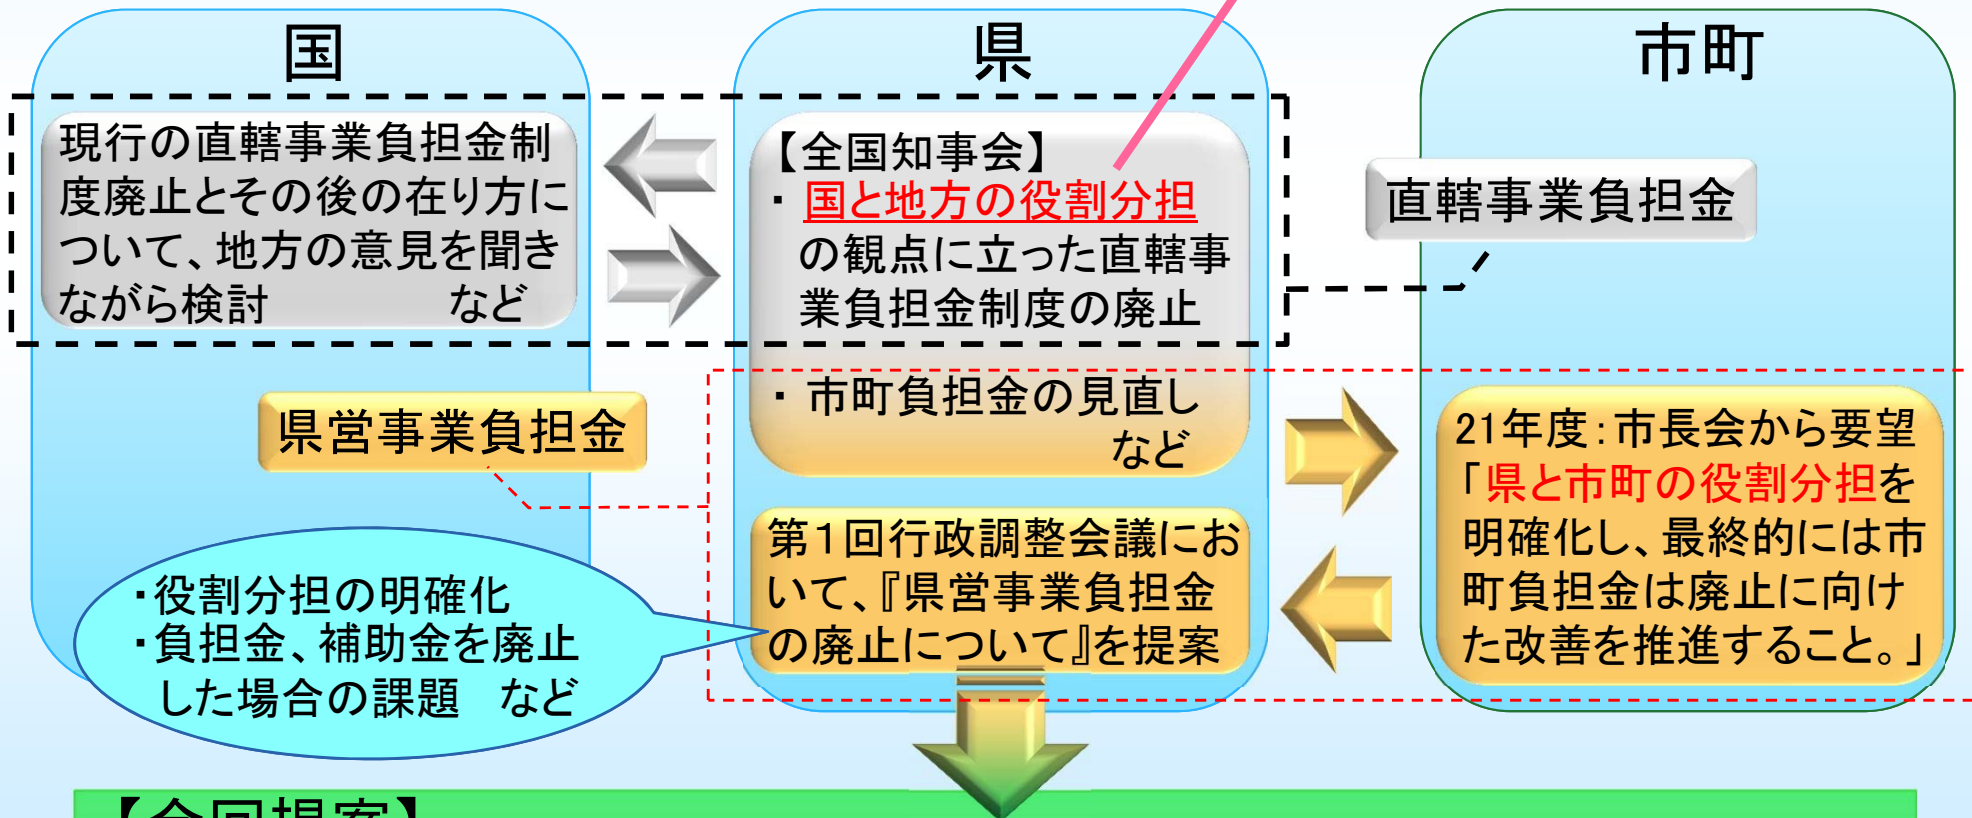 国
県
市町
現行の直轄事業負担金制
度廃止とその後の在り方に
ついて、地方の意見を聞き
ながら検討　　　　など
【全国知事会】
・ 国と地方の役割分担
の観点に立った直轄事
業負担金制度の廃止
・ 市町負担金の見直し
など
直轄事業負担金
県営事業負担金
第１回行政調整会議にお
いて、『県営事業負担金
の廃止について』を提案
21年度：市長会から要望
「県と市町の役割分担を
明確化し、最終的には市
町負担金は廃止に向け
た改善を推進すること。」
・役割分担の明確化
・負担金、補助金を廃止
した場合の課題　など
【今回提案】